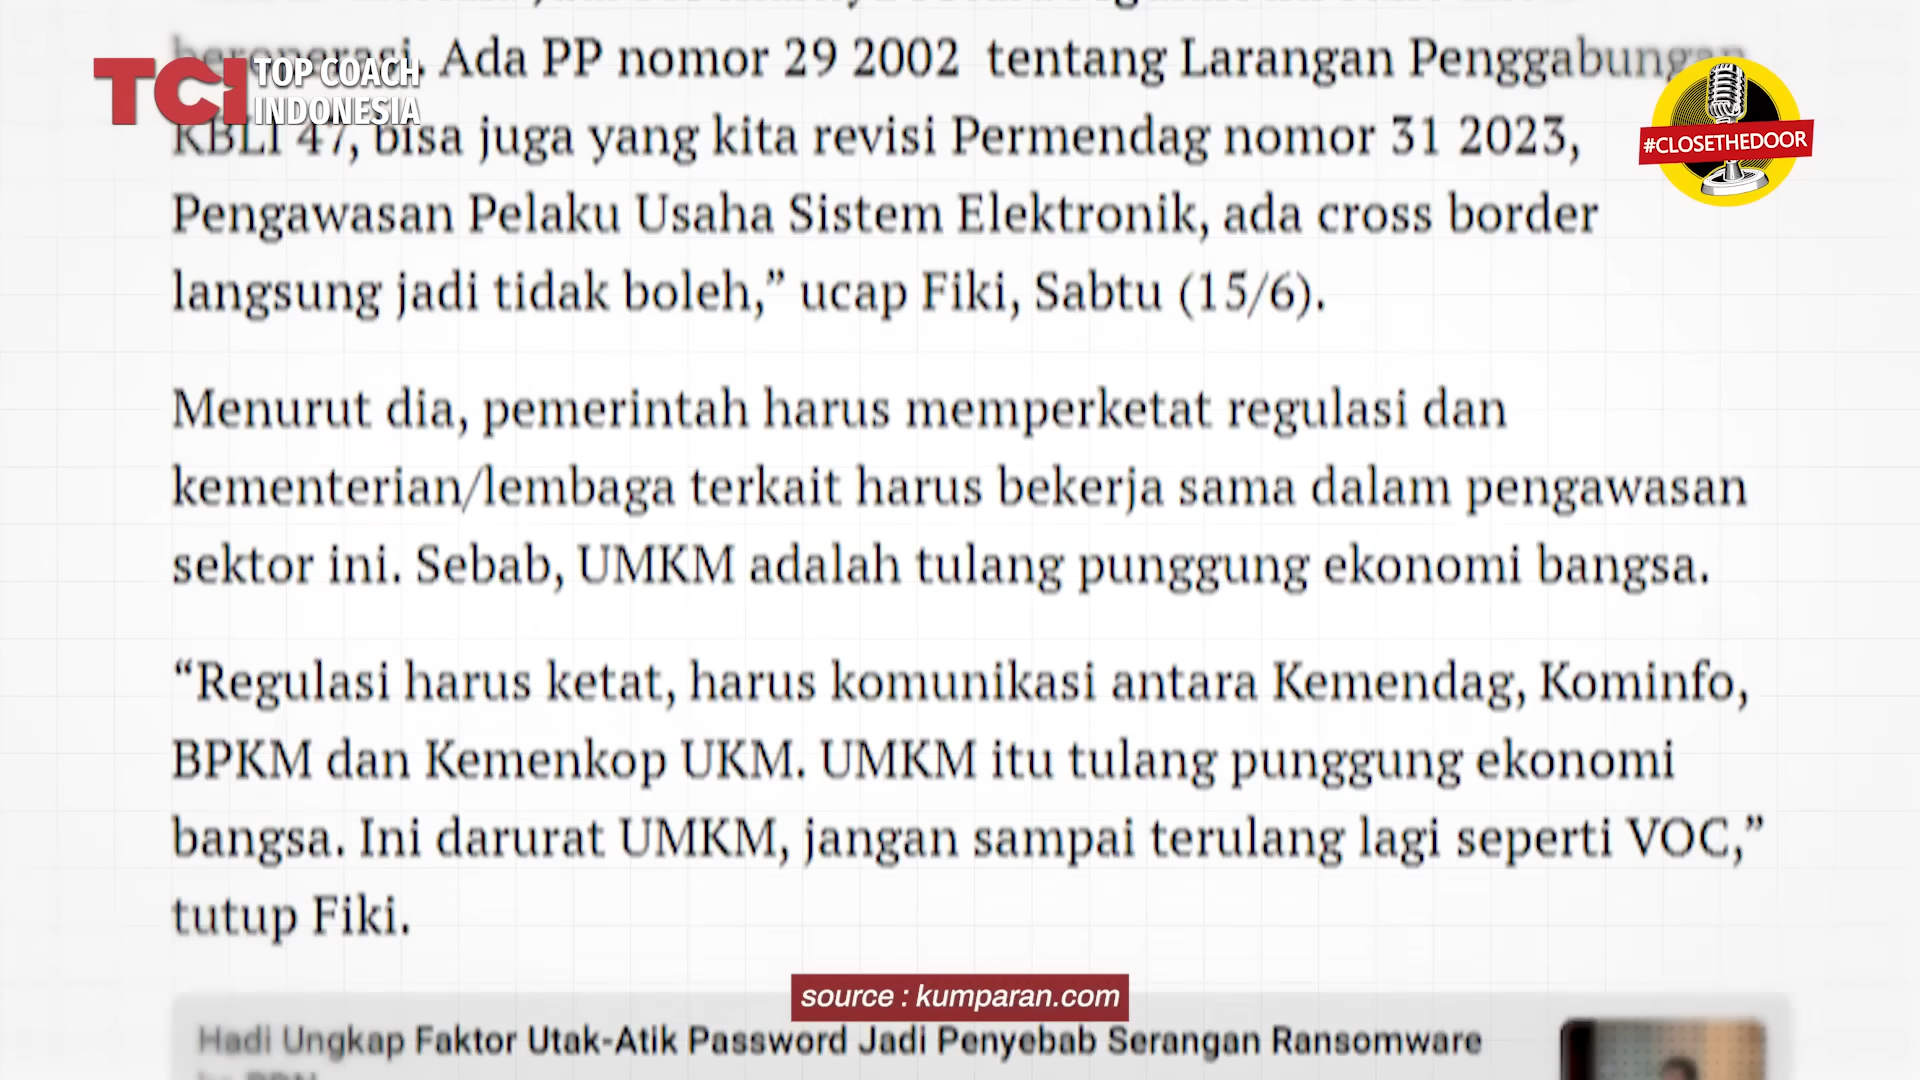 beroperasi. Ada PP nomor 29 2002 tentang Larangan Penggabungan
KBLI 47, bisa juga yang kita revisi Permendag nomor 31 2023,
Pengawasan Pelaku Usaha Sistem Elektronik, ada cross border
langsung jadi tidak boleh,” ucap Fiki, Sabtu (15/6).
Menurut dia, pemerintah harus memperketat regulasi dan
kementerian/lembaga terkait harus bekerja sama dalam pengawasan
sektor ini. Sebab, UMKM adalah tulang punggung ekonomi bangsa.
“Regulasi harus ketat, harus komunikasi antara Kemendag, Kominfo,
BPKM dan Kemenkop UKM. UMKM itu tulang punggung ekonomi
bangsa. Ini darurat UMKM, jangan sampai terulang lagi seperti VOC,”
tutup Fiki.
TCI TOP COACH
INDONESIA
#CLOSETHEDOOR
source : kumparan.com
Hadi Ungkap Faktor Utak-Atik Password Jadi Penyebab Serangan Ransomware